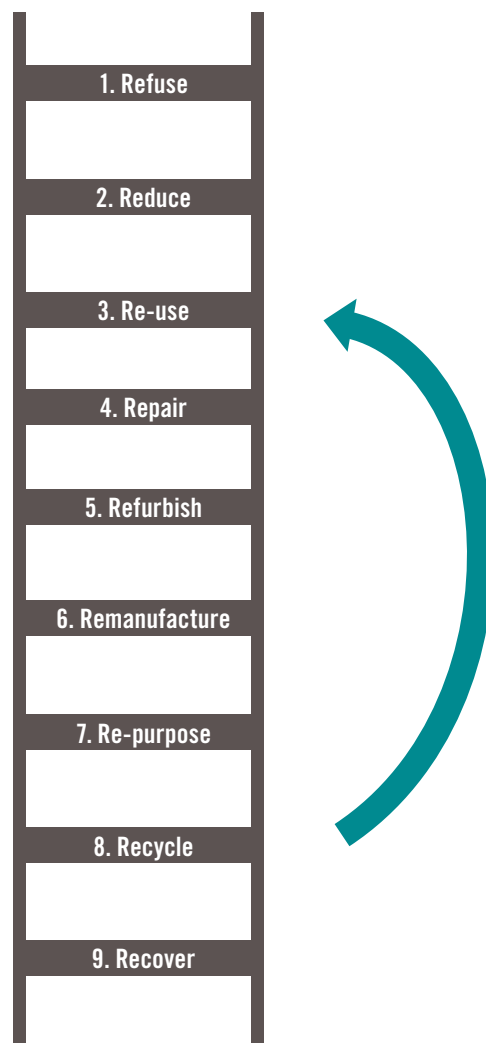 1. Refuse
2. Reduce
3. Re-use
4. Repair
5. Refurbish
6. Remanufacture
7. Re-purpose
8. Recycle
9. Recover